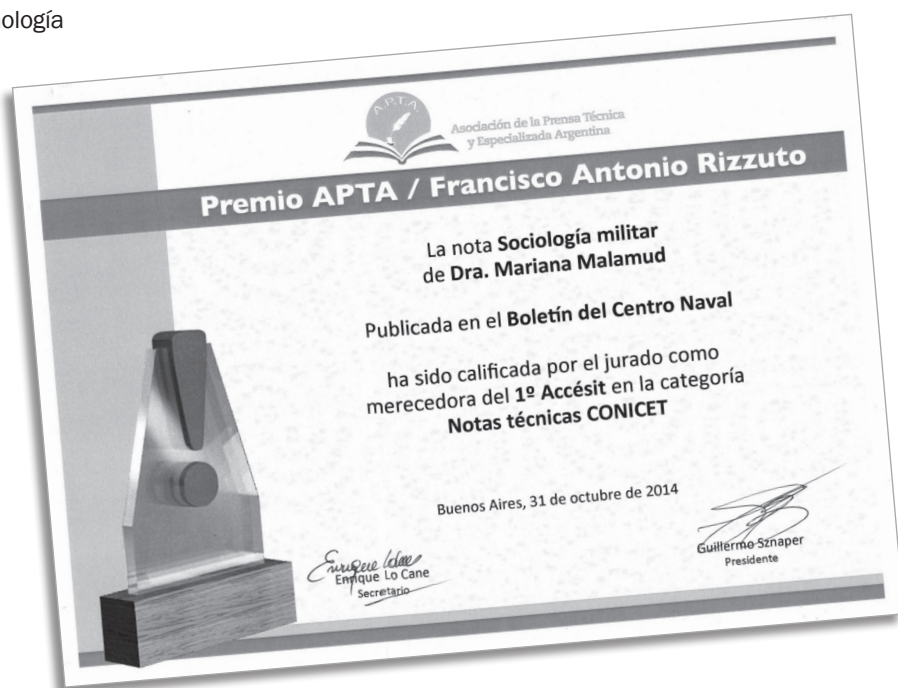 ología
A.P.T.A.
Asociación de la Prensa Técnica
y Especializada Argentina
Premio APTA / Francisco Antonio Rizzuto
La nota Sociología militar
de Dra. Mariana Malamud
Publicada en el Boletín del Centro Naval
ha sido calificada por el jurado como
merecedora del 1º Accésit en la categoría
Notas técnicas CONICET
Buenos Aires, 31 de octubre de 2014
Enrique Lo Cane
Secretario
Guillermo Sznaper
Presidente